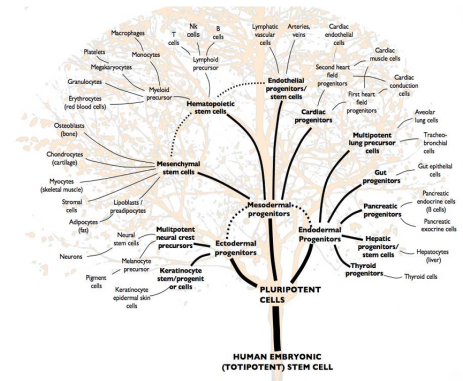 Macrophages
Platelets
Monocytes
Megakaryocytes
Granulocytes
Myeloid
precursor
Erythrocytes
(red blood cells)
T
cells
Nk
cells
B
cells
Lymphoid
precursor
Hematopoietic
stem cells
Lymphatic
vascular
cells
Arteries,
veins
Cardiac
endothelial
cells
Endothelial
progenitors/
stem cells
Cardiac
muscle cells
Second heart
field
progenitors
Cardiac
conduction
cells
First heart
field
progenitors
Cardiac
progenitors
Osteoblasts
(bone)
Chondrocytes
(cartilage)
Mesenchymal
stem cells
Myocytes
(skeletal muscle)
Stromal
cells
Lipoblasts /
preadipocytes
Adipocytes
(fat)
Multipotent
lung precursor
cells
Aveolar
lung cells
Tracheo-
bronchial
cells
Gut
progenitors
Gut epithelial
cells
Pancreatic
progenitors
Pancreatic
endocrine cells
(B cells)
Pancreatic
exocrine cells
Hepatic
progenitors/
stem cells
Hepatocytes
(liver)
Thyroid
progenitors
Thyroid cells
Mesodermal
progenitors
Endodermal
Progenitors
Ectodermal
progenitors
Neural
stem cells
Mulitpotent
neural crest
precursors
Neurons
Melanocyte
precursor
Pigment
cells
Keratinocyte
stem/progenit
or cells
Keratinocyte
epidermal skin
cells
PLURIPOTENT
CELLS
HUMAN EMBRYONIC
(TOTIPOTENT) STEM CELL